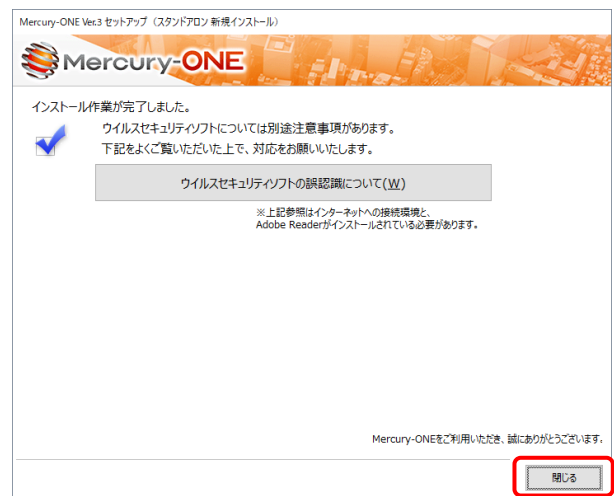 Mercury-ONE Ver.3 セットアップ（スタンドアロン 新規インストール）
Mercury-ONE
インストール作業が完了しました。
ウイルスセキュリティソフトについては別途注意事項があります。
下記をよくご覧いただいた上で、対応をお願いいたします。
ウイルスセキュリティソフトの誤認識について(W)
※上記参照はインターネットへの接続環境と、
Adobe Readerがインストールされている必要があります。
Mercury-ONEをご利用いただき、誠にありがとうございます。
閉じる